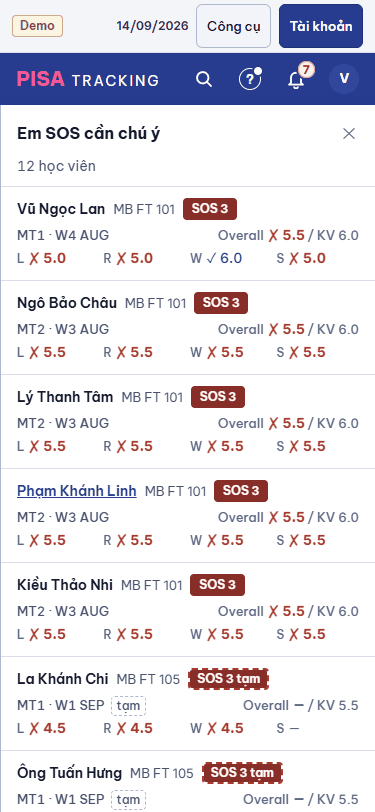 Demo 14/09/2026 Công cụ Tài khoản
PISA TRACKING ? 7 V
Em SOS cần chú ý
12 học viên
Vũ Ngọc Lan MB FT 101 SOS 3
MT1 · W4 AUG Overall ✗ 5.5 / KV 6.0
L ✗ 5.0 R ✗ 5.0 W ✓ 6.0 S ✗ 5.0
Ngô Bảo Châu MB FT 101 SOS 3
MT2 · W3 AUG Overall ✗ 5.5 / KV 6.0
L ✗ 5.5 R ✗ 5.5 W ✗ 5.5 S ✗ 5.5
Lý Thanh Tâm MB FT 101 SOS 3
MT2 · W3 AUG Overall ✗ 5.5 / KV 6.0
L ✗ 5.5 R ✗ 5.5 W ✗ 5.5 S ✗ 5.5
Phạm Khánh Linh MB FT 101 SOS 3
MT2 · W3 AUG Overall ✗ 5.5 / KV 6.0
L ✗ 5.5 R ✗ 5.5 W ✗ 5.5 S ✗ 5.5
Kiều Thảo Nhi MB FT 101 SOS 3
MT2 · W3 AUG Overall ✗ 5.5 / KV 6.0
L ✗ 5.5 R ✗ 5.5 W ✗ 5.5 S ✗ 5.5
La Khánh Chi MB FT 105 SOS 3 tạm
MT1 · W1 SEP tạm Overall — / KV 5.5
L ✗ 4.5 R ✗ 4.5 W ✗ 4.5 S —
Ông Tuấn Hưng MB FT 105 SOS 3 tạm
MT1 · W1 SEP tạm Overall — / KV 5.5